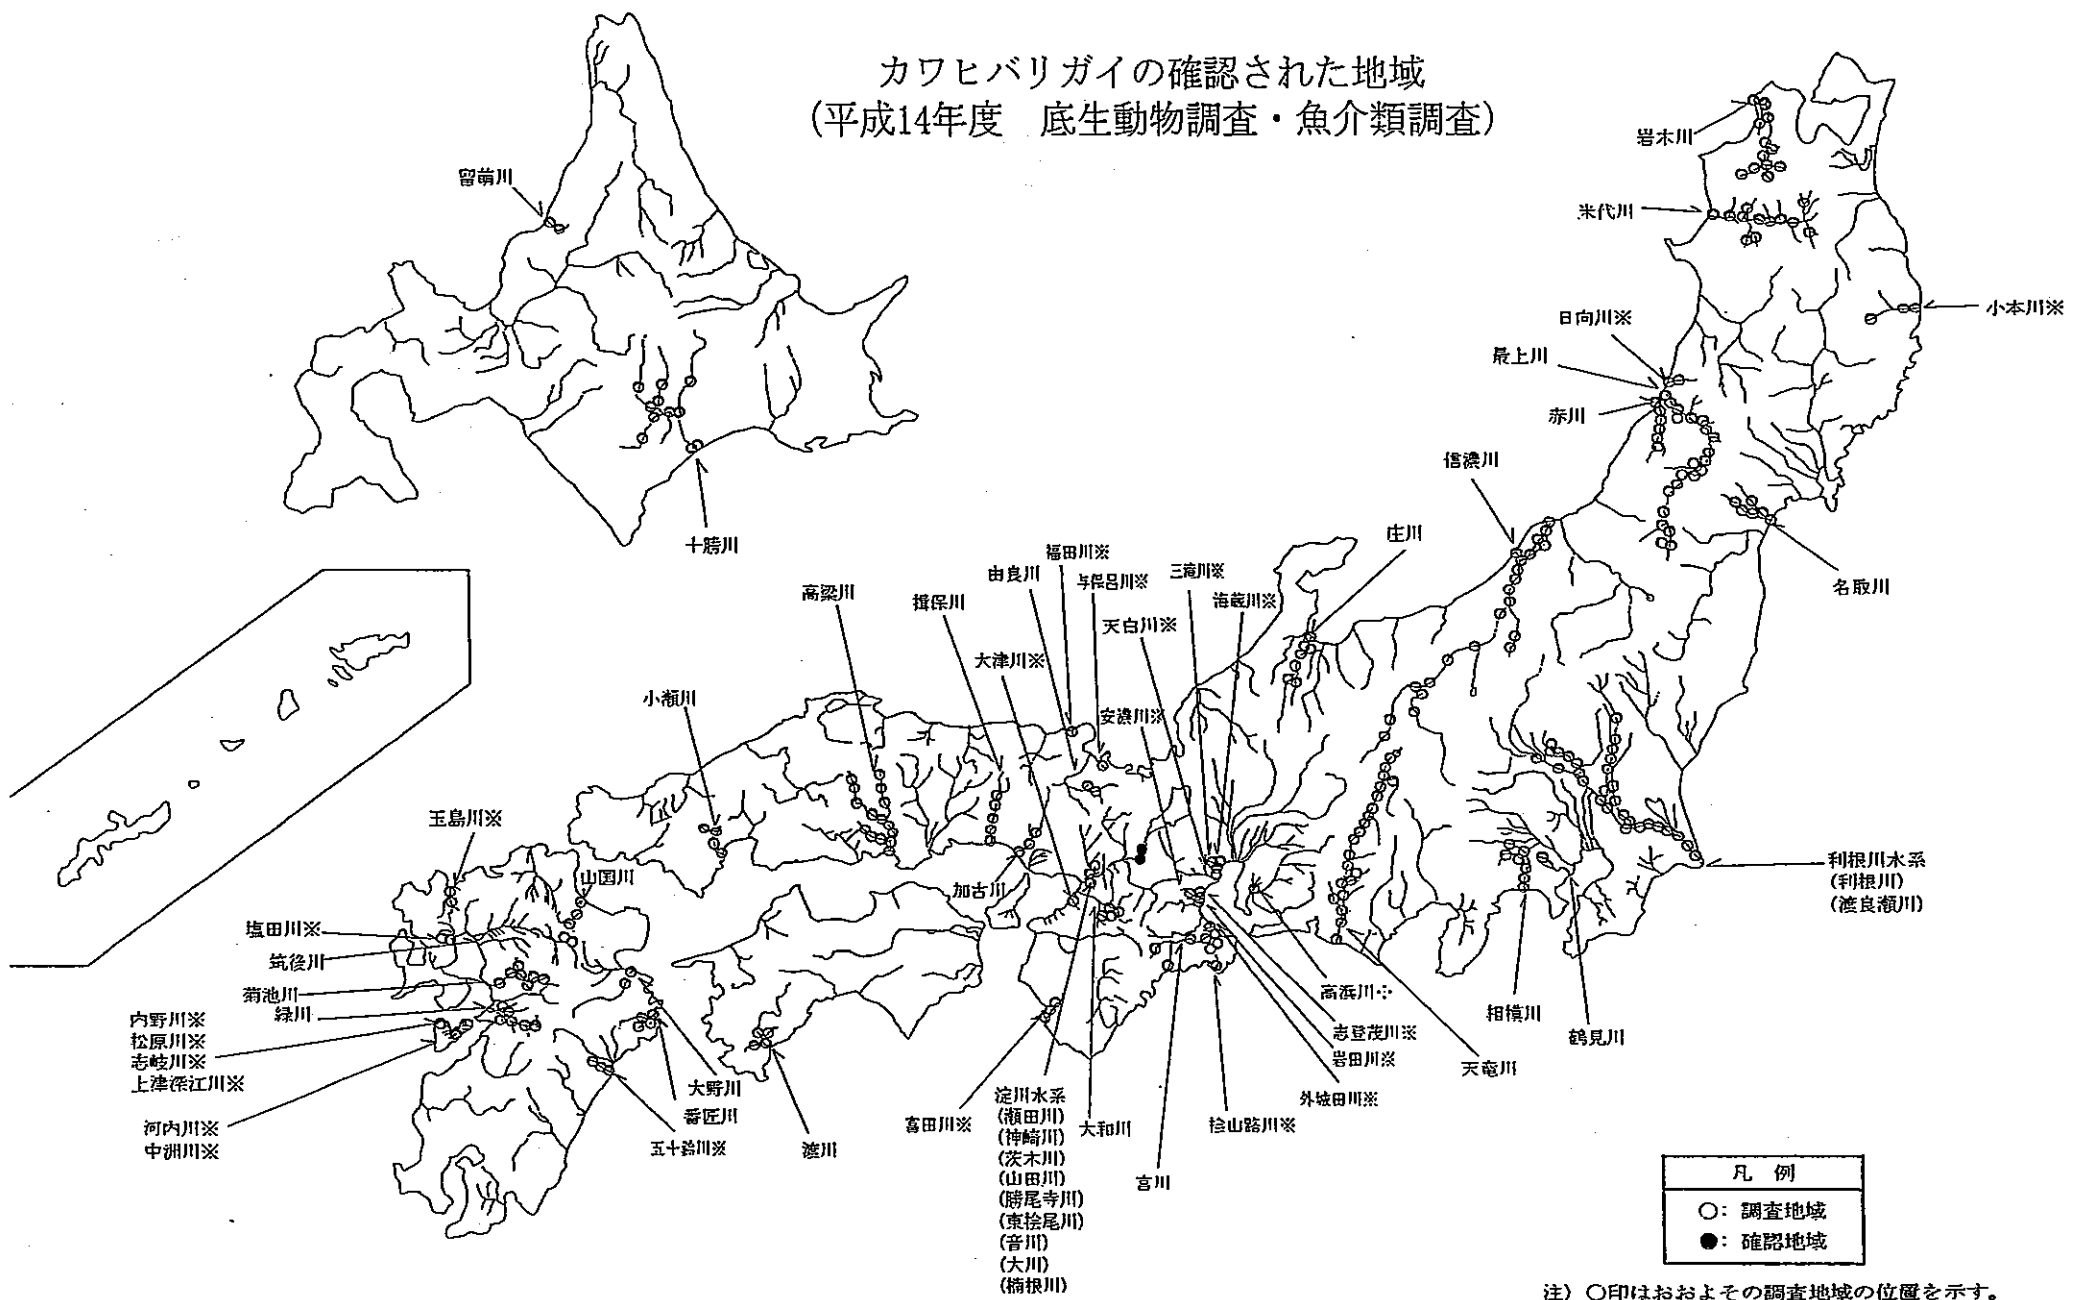 カワヒバリガイの確認された地域
(平成14年度 底生動物調査・魚介類調査)
留萌川
十勝川
岩木川
米代川
小本川※
日向川※
最上川
赤川
信濃川
名取川
庄川
福田川※
由良川
与保呂川※
三滝川※
海蔵川※
天白川※
高梁川
揖保川
大津川※
小瀬川
安濃川※
玉島川※
山国川
加古川
塩田川※
筑後川
菊池川
緑川
内野川※
松原川※
志岐川※
上津深江川※
河内川※
中洲川※
大野川
番匠川
五十鈴川※
渡川
富田川※
淀川水系
(瀬田川)
(神崎川)
(茨木川)
(山田川)
(勝尾寺川)
(東桧尾川)
(音川)
(大川)
(楠根川)
大和川
宮川
桧山路川※
外城田川※
岩田川※
志登茂川※
高浜川※
天竜川
相模川
鶴見川
利根川水系
(利根川)
(渡良瀬川)
凡 例
○: 調査地域
●: 確認地域
注) ○印はおおよその調査地域の位置を示す。